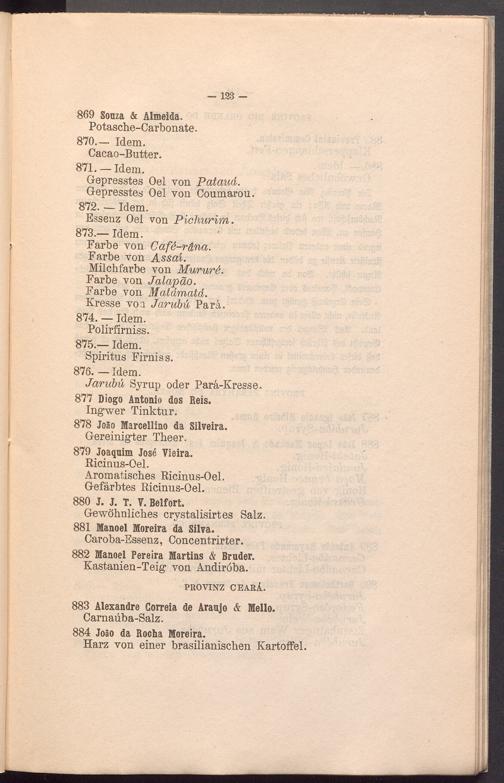 — 123 —
869 Souza & Almeida.
Potasche-Carbonate.
870.— Idem.
Cacao-Butter.
871. — Idem.
Gepresstes Oel von Patauá.
Gepresstes Oel von Coumarou.
872. — Idem.
Essenz Oel von Pichurim.
873.— Idem.
Farbe von Café-râna.
Farbe von Assaí.
Milchfarbe von Mururé.
Farbe von Jalapão.
Farbe von Matámatá.
Kresse von Jarubú Pará.
874. — Idem.
Polirfirniss.
875.— Idem.
Spiritus Firniss.
876. — Idem.
Jarubú Syrup oder Pará-Kresse.
877 Diogo Antonio dos Reis.
Ingwer Tinktur.
878 João Marcellino da Silveira.
Gereinigter Theer.
879 Joaquim José Vieira.
Ricinus-Oel.
Aromatisches Ricinus-Oel.
Gefärbtes Ricinus-Oel.
880 J. J. T. V. Belfort.
Gewöhnliches crystalisirtes Salz.
881 Manoel Moreira da Silva.
Caroba-Essenz, Concentrirter.
882 Manoel Pereira Martins & Bruder.
Kastanien-Teig von Andiróba.
PROVINZ CEARÁ.
883 Alexandre Correia de Araujo & Mello.
Carnaúba-Salz.
884 João da Rocha Moreira.
Harz von einer brasilianischen Kartoffel.